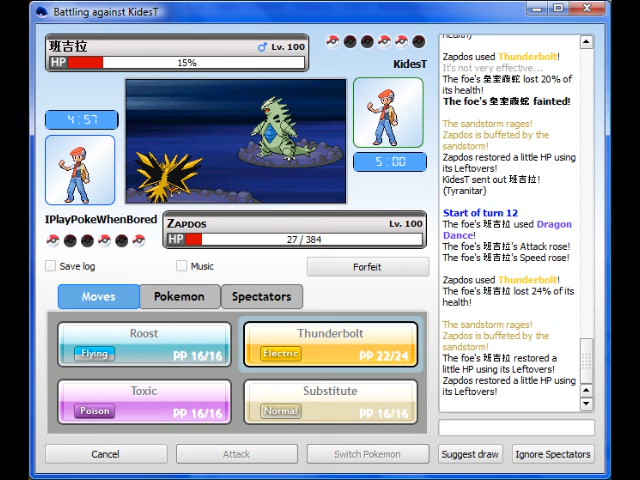 Battling against KidesT
班吉拉
Lv. 100
HP
15%
KidesT
4:57
5:00
IPlayPokeWhenBored
Zapdos
Lv. 100
HP
27 / 384
Save log
Music
Forfeit
Moves
Pokemon
Spectators
Roost
Flying
PP 16/16
Thunderbolt
Electric
PP 22/24
Toxic
Poison
PP 16/16
Substitute
Normal
PP 16/16
Cancel
Attack
Switch Pokemon
health)
Zapdos used Thunderbolt!
It's not very effective...
The foe's lost 20% of
its health!
The foe's fainted!
The sandstorm rages!
Zapdos is buffeted by the
sandstorm!
Zapdos restored a little HP using
its Leftovers!
KidesT sent out 班吉拉!
(Tyranitar)
Start of turn 12
The foe's 班吉拉 used Dragon
Dance!
The foe's 班吉拉's Attack rose!
The foe's 班吉拉's Speed rose!
Zapdos used Thunderbolt!
The foe's 班吉拉 lost 24% of its
health!
The sandstorm rages!
Zapdos is buffeted by the
sandstorm!
The foe's 班吉拉 restored a
little HP using its Leftovers!
Zapdos restored a little HP using
its Leftovers!
Suggest draw
Ignore Spectators